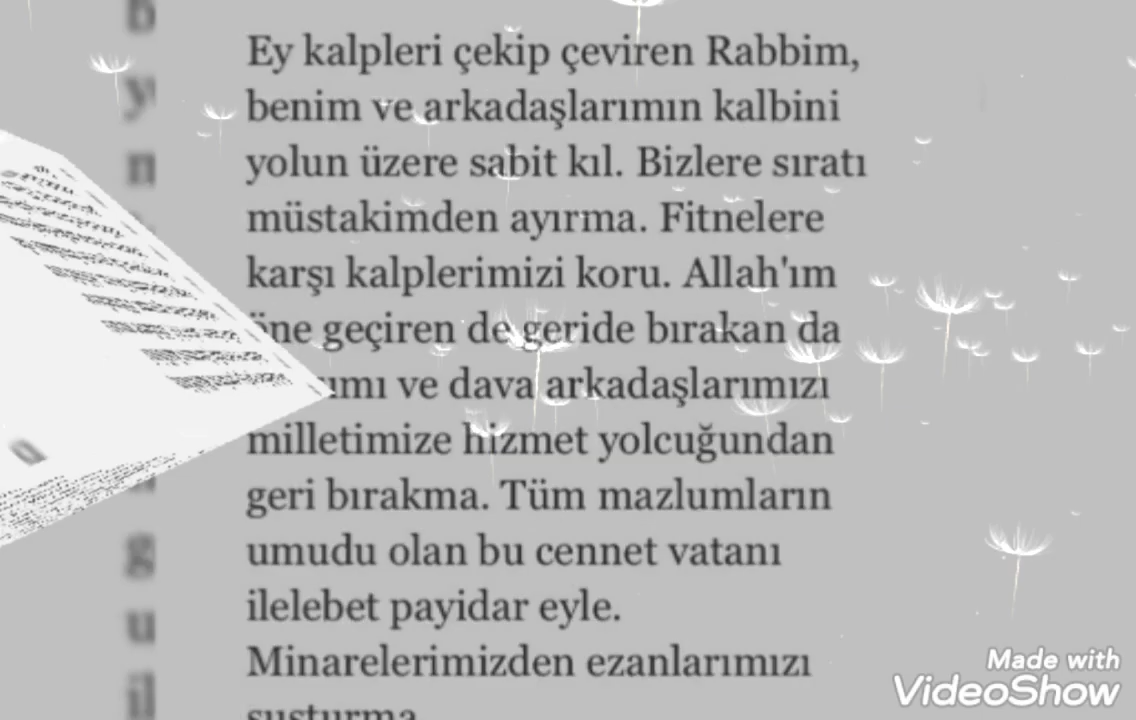 Ey kalpleri çekip çeviren Rabbim,
benim ve arkadaşlarımın kalbini
yolun üzere sabit kıl. Bizlere sıratı
müstakimden ayırma. Fitnelere
karşı kalplerimizi koru. Allah'ım
öne geçiren de geride bırakan da
ve dava arkadaşlarımızı
milletimize hizmet yolcuğundan
geri bırakma. Tüm mazlumların
umudu olan bu cennet vatanı
ilelebet payidar eyle.
Minarelerimizden ezanlarımızı
susturma
Made with
VideoShow